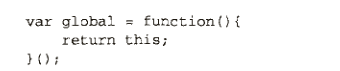 var global = function(){
return this;
}();